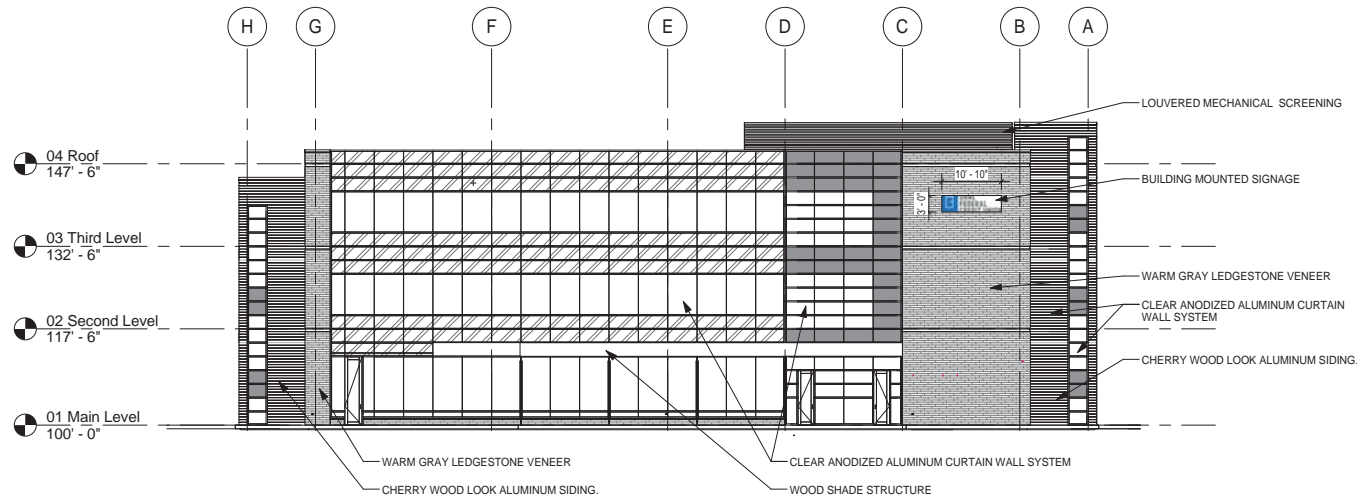 H
G
F
E
D
C
B
A
LOUVERED MECHANICAL SCREENING
04 Roof
147' - 6"
10' - 10"
BUILDING MOUNTED SIGNAGE
3' - 0"
FEDERAL
03 Third Level
132' - 6"
WARM GRAY LEDGESTONE VENEER
CLEAR ANODIZED ALUMINUM CURTAIN
WALL SYSTEM
02 Second Level
117' - 6"
CHERRY WOOD LOOK ALUMINUM SIDING.
01 Main Level
100' - 0"
WARM GRAY LEDGESTONE VENEER
CLEAR ANODIZED ALUMINUM CURTAIN WALL SYSTEM
CHERRY WOOD LOOK ALUMINUM SIDING.
WOOD SHADE STRUCTURE